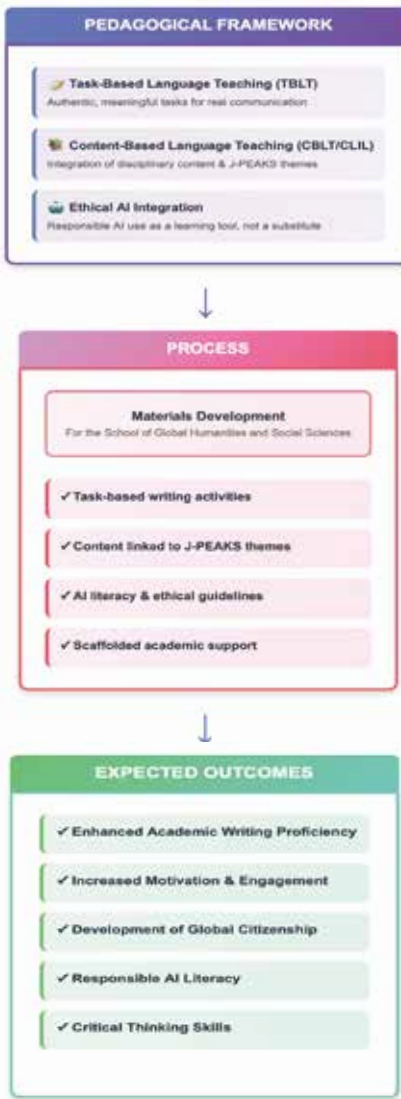 PEDAGOGICAL FRAMEWORK
Task-Based Language Teaching (TBLT)
Authentic, meaningful tasks for real communication
Content-Based Language Teaching (CBLT/CLIL)
Integration of disciplinary content & J-PEAKS themes
Ethical AI Integration
Responsible AI use as a learning tool, not a substitute
↓
PROCESS
Materials Development
For the School of Global Humanities and Social Sciences
✓ Task-based writing activities
✓ Content linked to J-PEAKS themes
✓ AI literacy & ethical guidelines
✓ Scaffolded academic support
↓
EXPECTED OUTCOMES
✓ Enhanced Academic Writing Proficiency
✓ Increased Motivation & Engagement
✓ Development of Global Citizenship
✓ Responsible AI Literacy
✓ Critical Thinking Skills